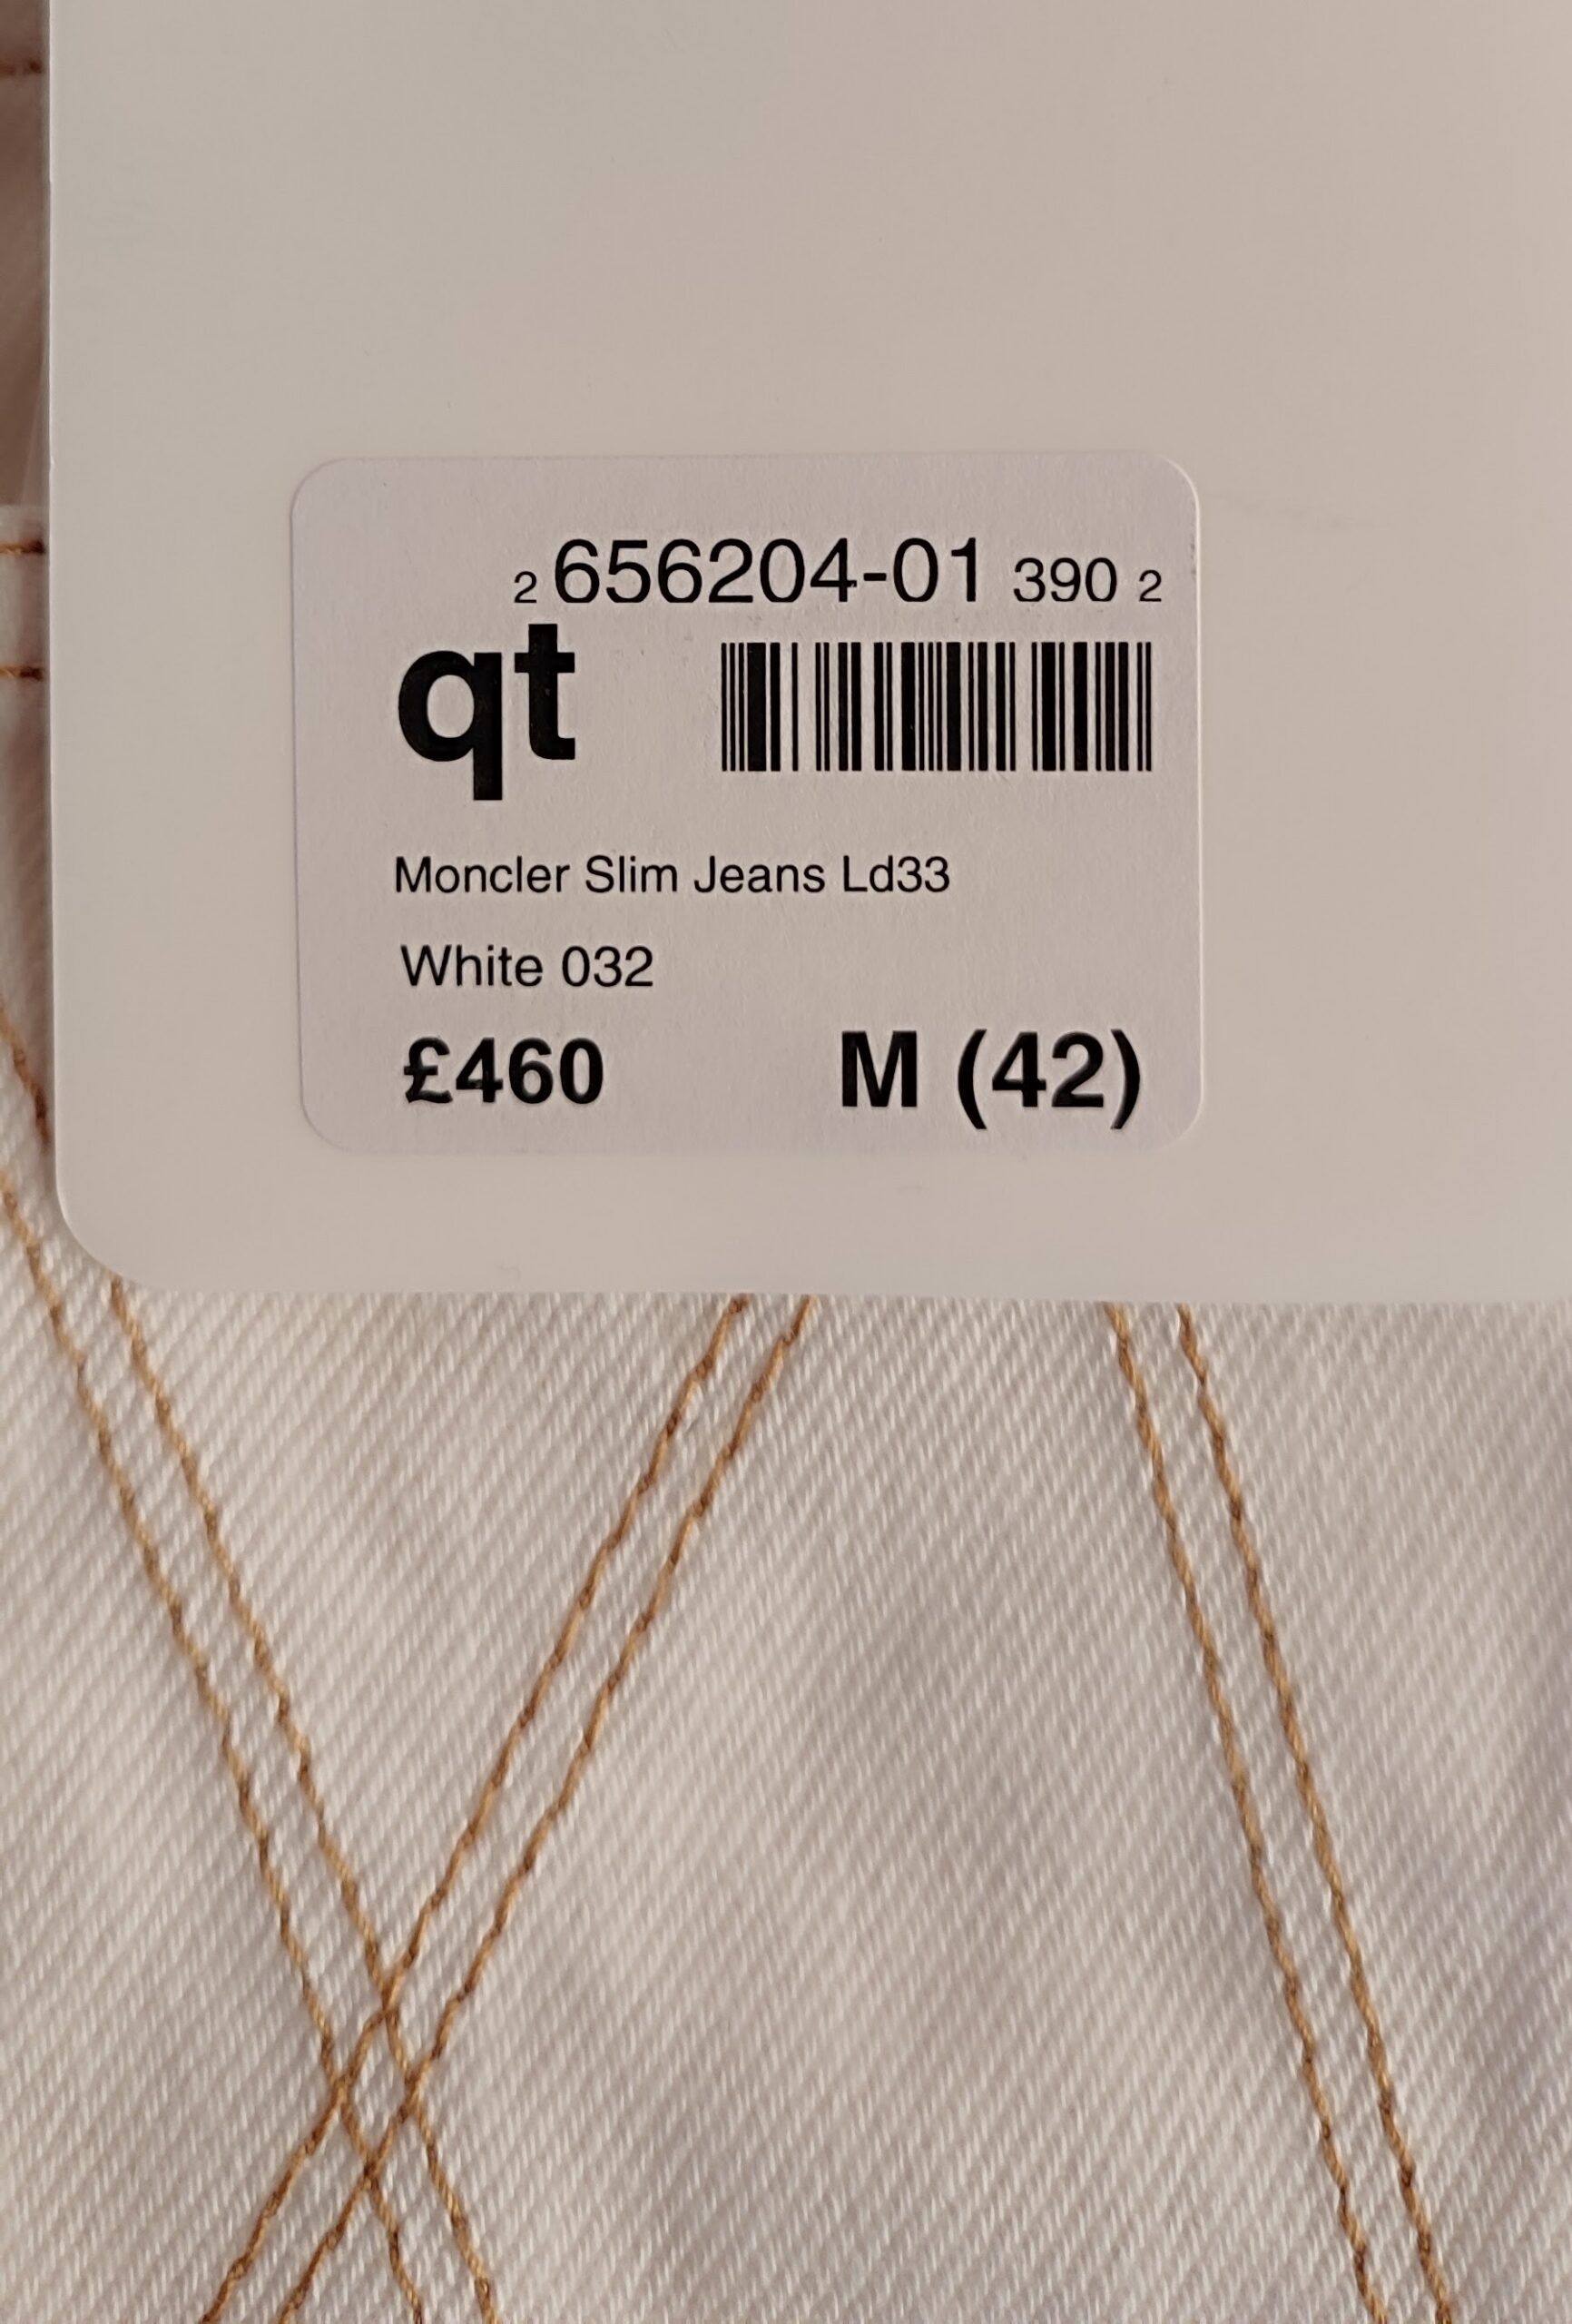 2 656204-01 390 2
qt
Moncler Slim Jeans Ld33
White 032
£460 M (42)